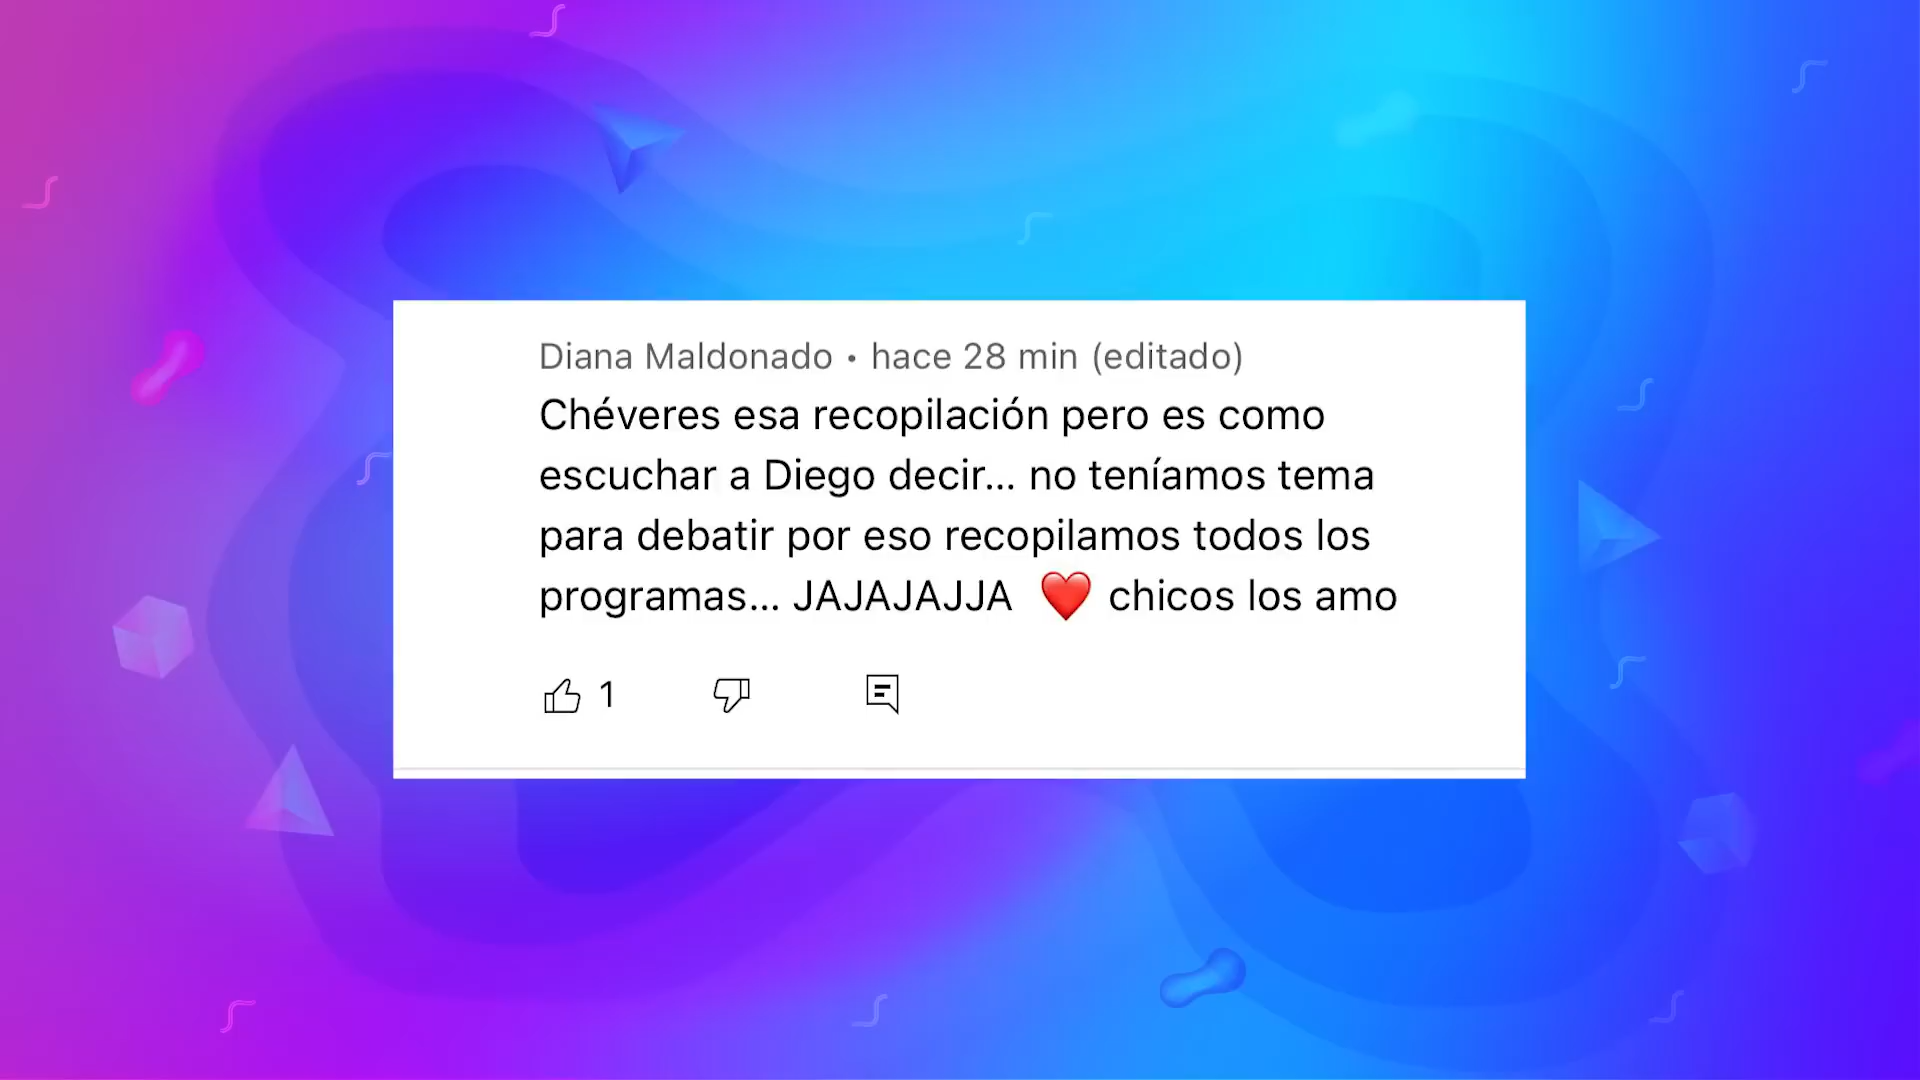 Diana Maldonado • hace 28 min (editado)
Chéveres esa recopilación pero es como
escuchar a Diego decir... no teníamos tema
para debatir por eso recopilamos todos los
programas... JAJAJAJJA ❤️ chicos los amo
1